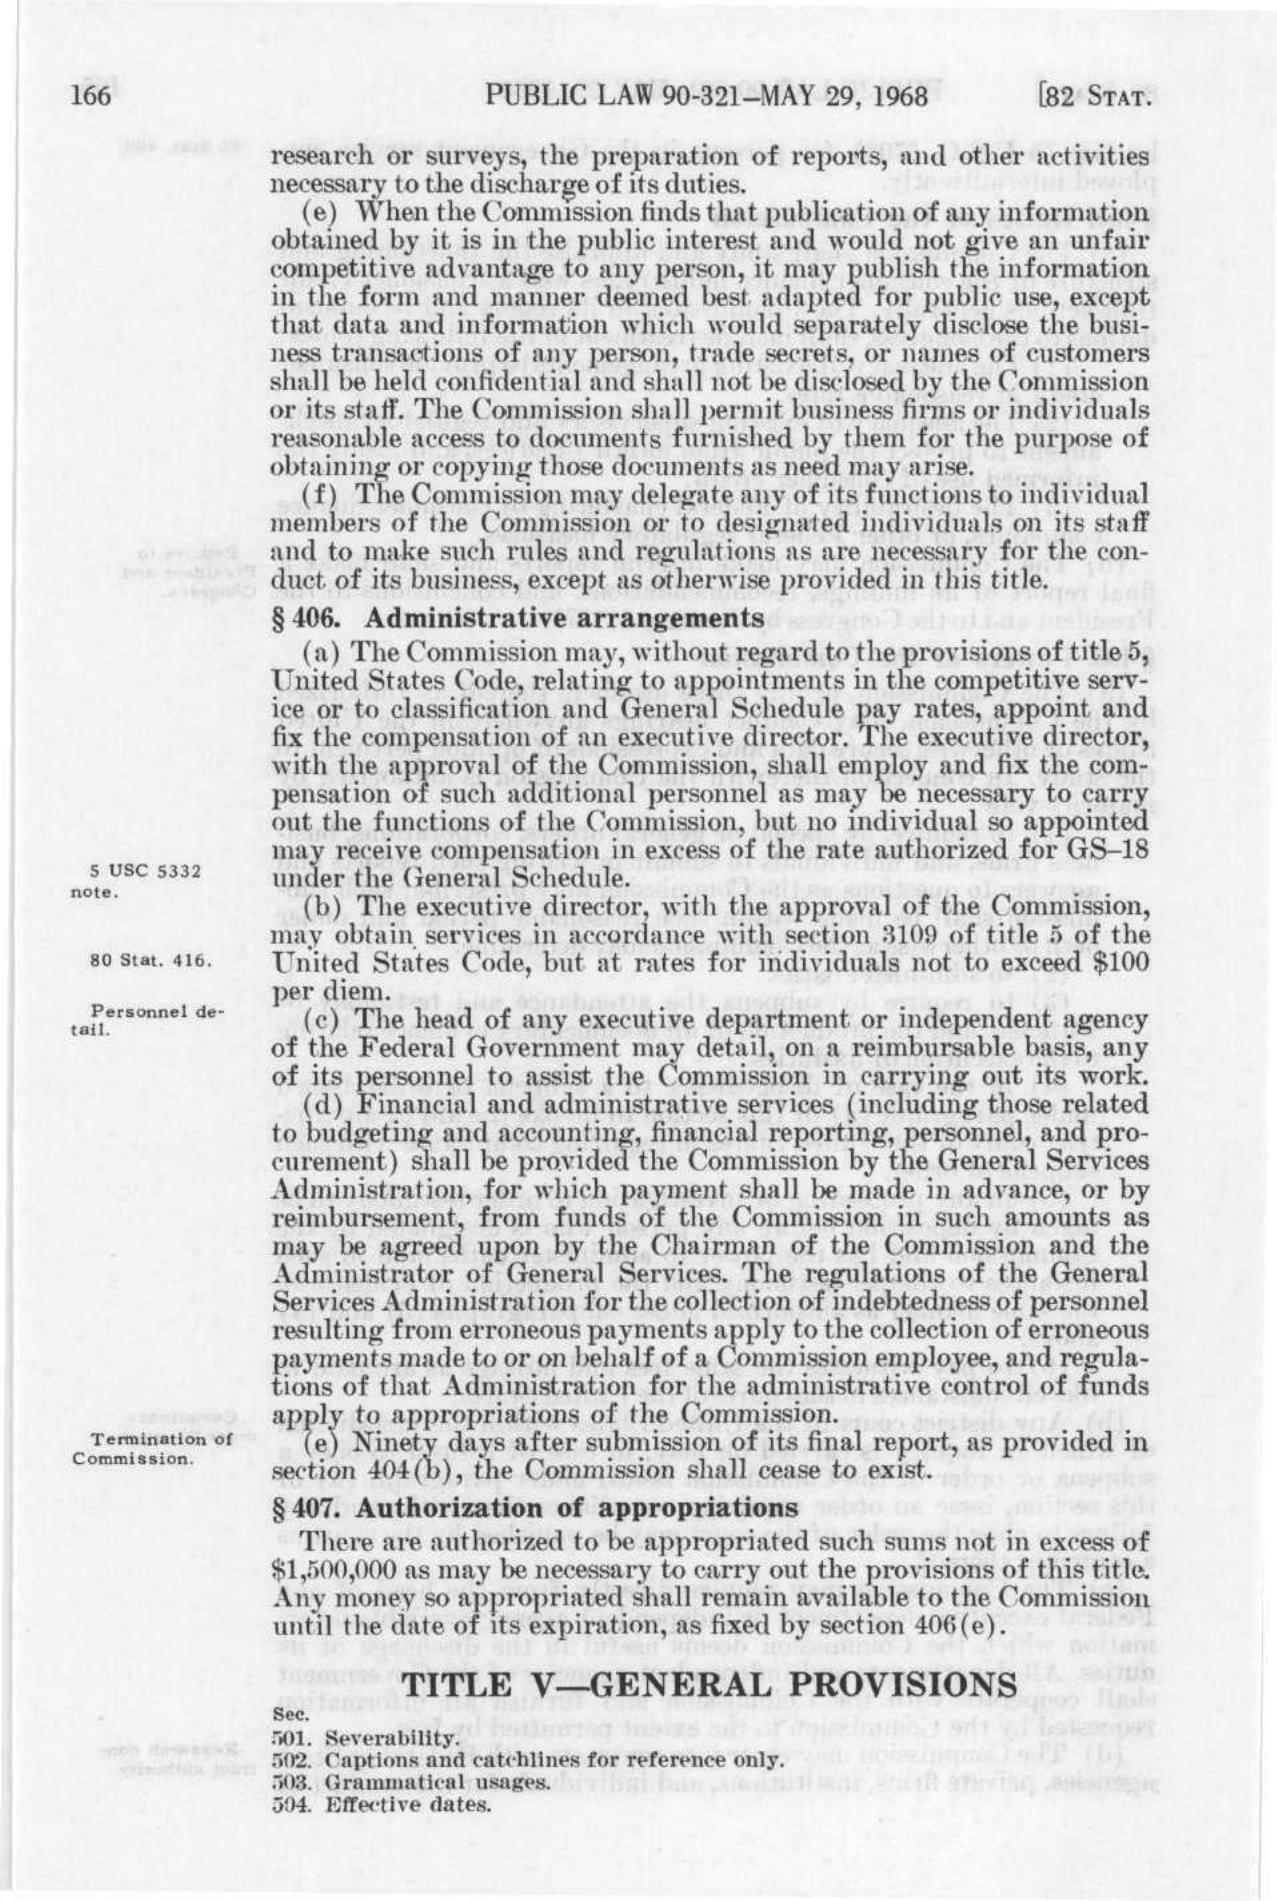 166 PUBLIC LAW 90-321–MAY 29, 1968 [82 STAT.
research or surveys, the preparation of reports, and other activities
necessary to the discharge of its duties.
(e) When the Commission finds that publication of any information
obtained by it is in the public interest and would not give an unfair
competitive advantage to any person, it may publish the information
in the form and manner deemed best adapted for public use, except
that data and information which would separately disclose the busi-
ness transactions of any person, trade secrets, or names of customers
shall be held confidential and shall not be disclosed by the Commission
or its staff. The Commission shall permit business firms or individuals
reasonable access to documents furnished by them for the purpose of
obtaining or copying those documents as need may arise.
(f) The Commission may delegate any of its functions to individual
members of the Commission or to designated individuals on its staff
and to make such rules and regulations as are necessary for the con-
duct of its business, except as otherwise provided in this title.
§ 406. Administrative arrangements
(a) The Commission may, without regard to the provisions of title 5,
United States Code, relating to appointments in the competitive serv-
ice or to classification and General Schedule pay rates, appoint and
fix the compensation of an executive director. The executive director,
with the approval of the Commission, shall employ and fix the com-
pensation of such additional personnel as may be necessary to carry
out the functions of the Commission, but no individual so appointed
may receive compensation in excess of the rate authorized for GS–18
under the General Schedule.
5 USC 5332
note.
(b) The executive director, with the approval of the Commission,
may obtain services in accordance with section 3109 of title 5 of the
United States Code, but at rates for individuals not to exceed $100
per diem.
80 Stat. 416.
Personnel de-
tail.
(c) The head of any executive department or independent agency
of the Federal Government may detail, on a reimbursable basis, any
of its personnel to assist the Commission in carrying out its work.
(d) Financial and administrative services (including those related
to budgeting and accounting, financial reporting, personnel, and pro-
curement) shall be provided the Commission by the General Services
Administration, for which payment shall be made in advance, or by
reimbursement, from funds of the Commission in such amounts as
may be agreed upon by the Chairman of the Commission and the
Administrator of General Services. The regulations of the General
Services Administration for the collection of indebtedness of personnel
resulting from erroneous payments apply to the collection of erroneous
payments made to or on behalf of a Commission employee, and regula-
tions of that Administration for the administrative control of funds
apply to appropriations of the Commission.
Termination of
Commission.
(e) Ninety days after submission of its final report, as provided in
section 404(b), the Commission shall cease to exist.
§ 407. Authorization of appropriations
There are authorized to be appropriated such sums not in excess of
$1,500,000 as may be necessary to carry out the provisions of this title.
Any money so appropriated shall remain available to the Commission
until the date of its expiration, as fixed by section 406(e).
TITLE V—GENERAL PROVISIONS
Sec.
501. Severability.
502. Captions and catchlines for reference only.
503. Grammatical usages.
504. Effective dates.